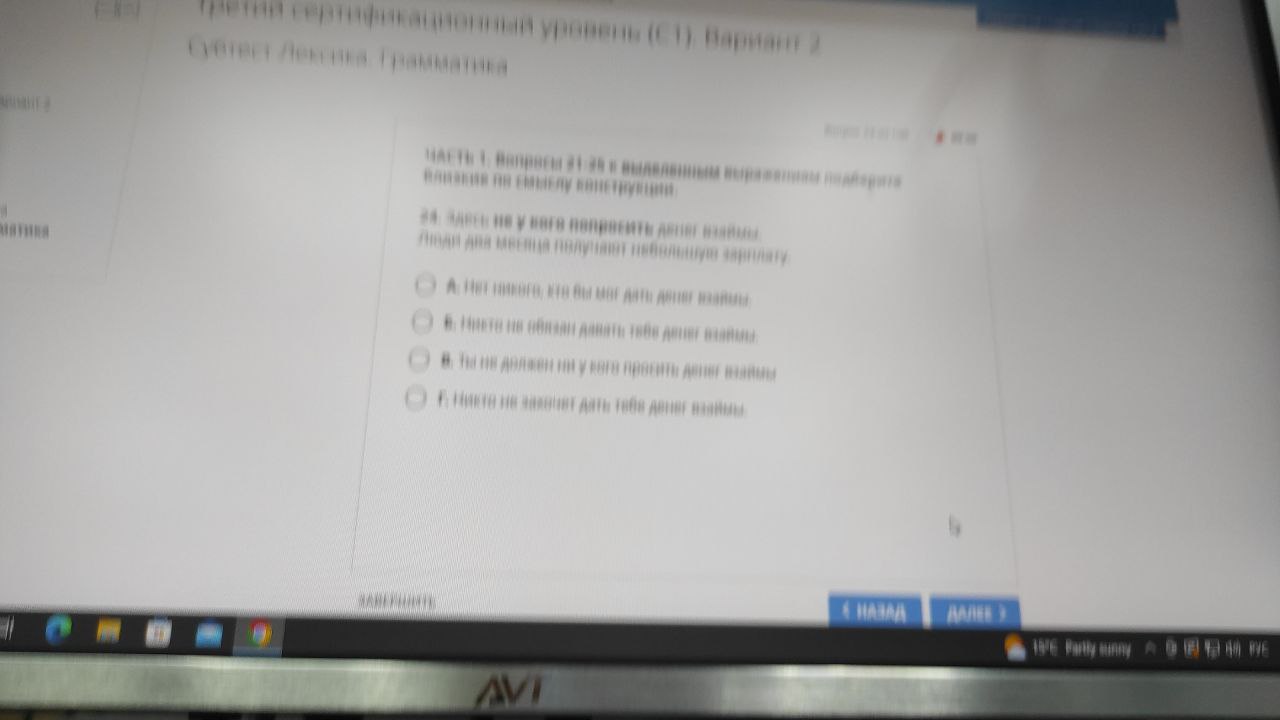 Третий сертификационный уровень (С1). Вариант 2
Субтест Лексика. Грамматика
ЧАСТЬ 1. Вопросы 21-25 к выделенным выражениям подберите
близкие по смыслу конструкции.
24. Здесь не у кого попросить денег взаймы.
Люди два месяца получают небольшую зарплату.
А. Нет никого, кто бы мог дать денег взаймы.
Б. Никто не обязан давать тебе денег взаймы.
В. Ты не должен ни у кого просить денег взаймы
Г. Никто не захочет дать тебе денег взаймы.
ЗАВЕРШИТЬ
НАЗАД
ДАЛЕЕ
15°C Partly sunny
РУС
AVI